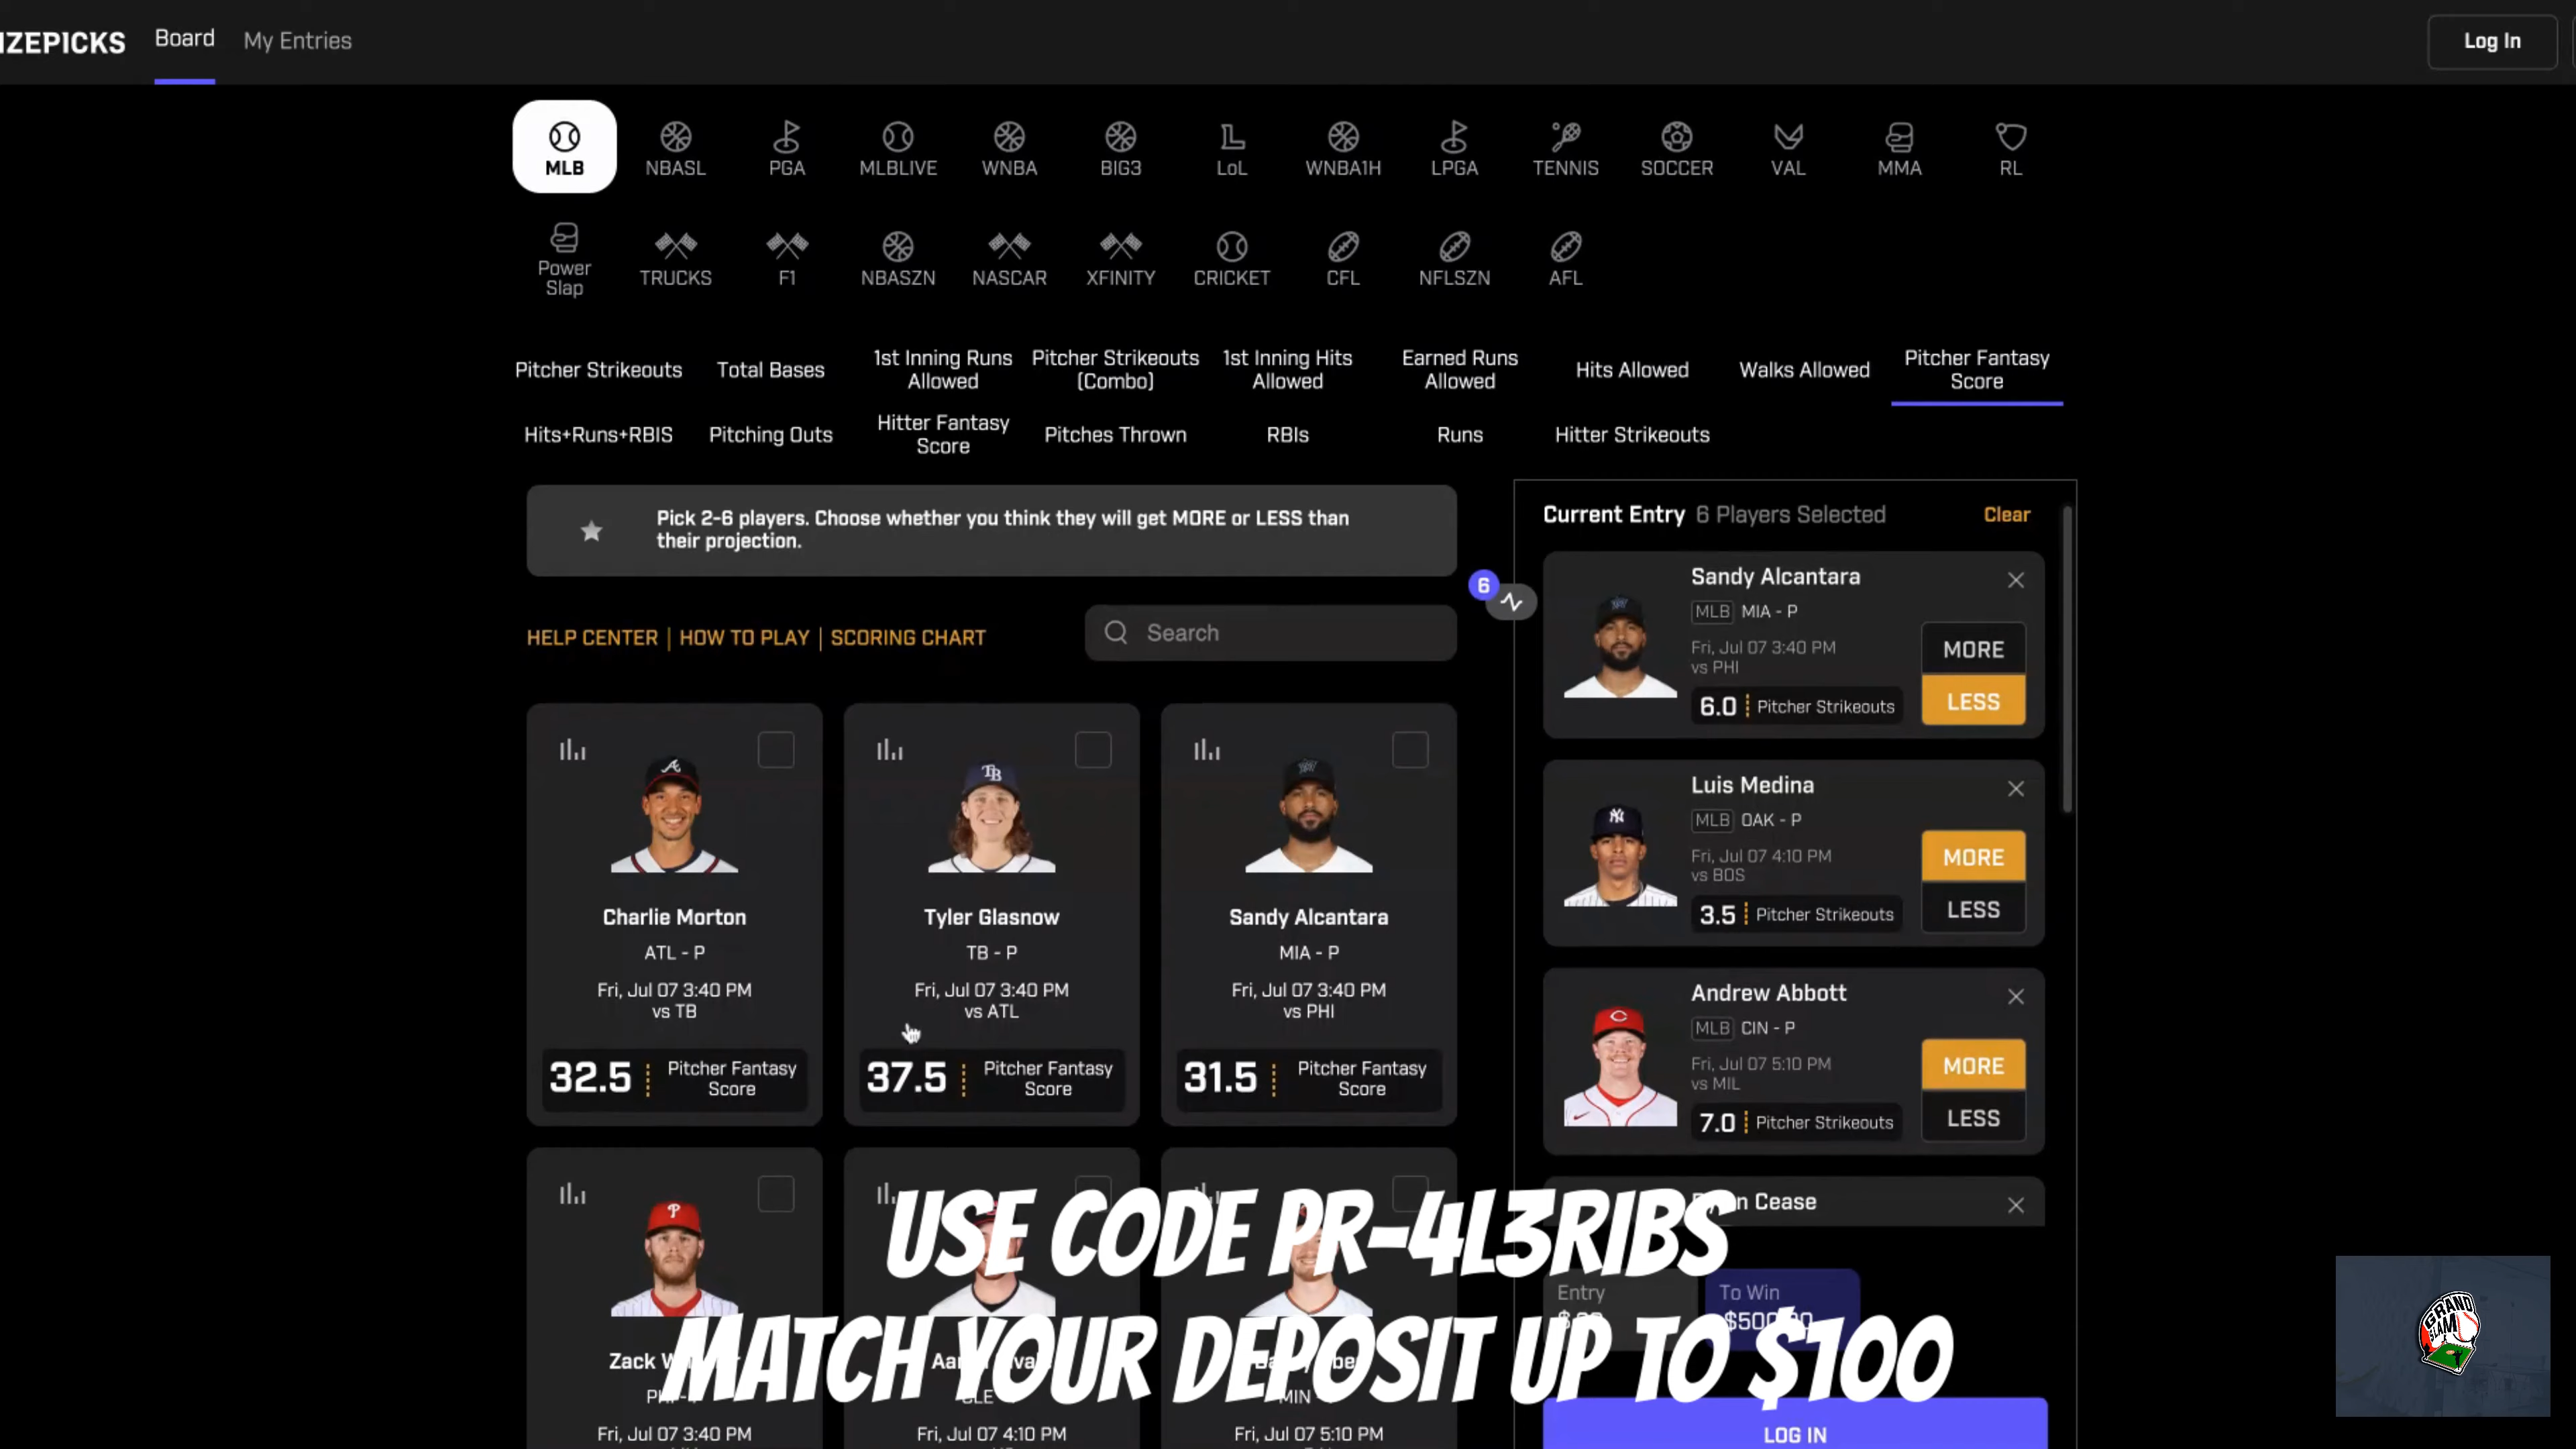 IZEPICKS
Board
My Entries
Log In
MLB
NBASL
PGA
MLBLIVE
WNBA
BIG3
LoL
WNBA1H
LPGA
TENNIS
SOCCER
VAL
MMA
RL
Power
Slap
TRUCKS
F1
NBASZN
NASCAR
XFINITY
CRICKET
CFL
NFLSZN
AFL
Pitcher Strikeouts
Total Bases
1st Inning Runs
Allowed
Pitcher Strikeouts
(Combo)
1st Inning Hits
Allowed
Earned Runs
Allowed
Hits Allowed
Walks Allowed
Pitcher Fantasy
Score
Hits+Runs+RBIS
Pitching Outs
Hitter Fantasy
Score
Pitches Thrown
RBIs
Runs
Hitter Strikeouts
Pick 2-6 players. Choose whether you think they will get MORE or LESS than
their projection.
HELP CENTER | HOW TO PLAY | SCORING CHART
Search
Charlie Morton
ATL - P
Fri, Jul 07 3:40 PM
vs TB
32.5
Pitcher Fantasy
Score
Tyler Glasnow
TB - P
Fri, Jul 07 3:40 PM
vs ATL
37.5
Pitcher Fantasy
Score
Sandy Alcantara
MIA - P
Fri, Jul 07 3:40 PM
vs PHI
31.5
Pitcher Fantasy
Score
Zack
Fri, Jul 07 3:40 PM
Fri, Jul 07 4:10 PM
MIN
Fri, Jul 07 5:10 PM
Current Entry 6 Players Selected
Clear
6
Sandy Alcantara
MLB MIA - P
Fri, Jul 07 3:40 PM
vs PHI
6.0
Pitcher Strikeouts
MORE
LESS
Luis Medina
MLB OAK - P
Fri, Jul 07 4:10 PM
vs BOS
3.5
Pitcher Strikeouts
MORE
LESS
Andrew Abbott
MLB CIN - P
Fri, Jul 07 5:10 PM
vs MIL
7.0
Pitcher Strikeouts
MORE
LESS
Cease
Entry
To Win
LOG IN
USE CODE PR-4L3RIBS
MATCH YOUR DEPOSIT UP TO $100
GRAND
SLAM